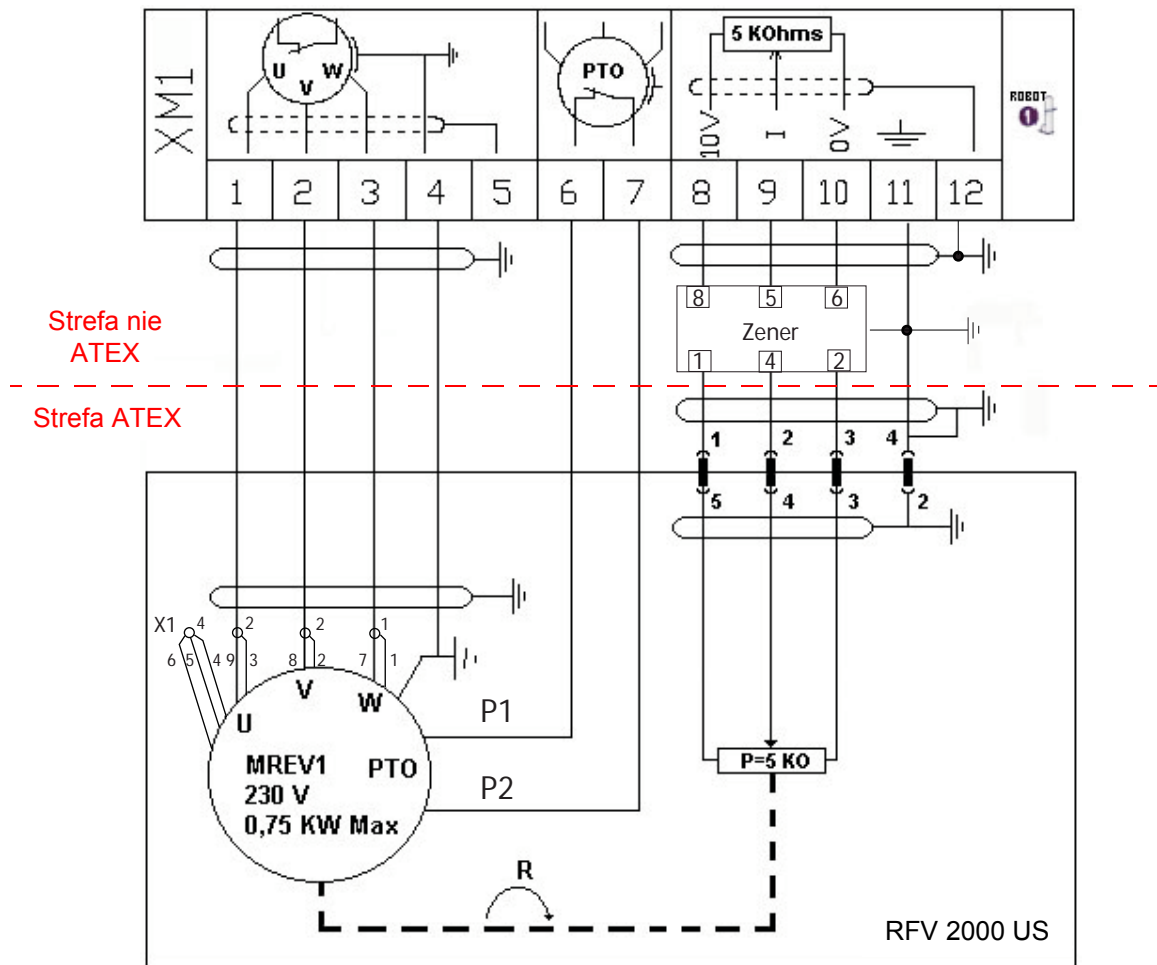 XM1
U V W
PTO
5 KOhms
10V I 0V
ROBOT
1
1 2 3 4 5 6 7 8 9 10 11 12
8 5 6
Zener
1 4 2
Strefa nie
ATEX
Strefa ATEX
1 2 3 4
5 4 3 2
X1 4 2 2 1
6 5 4 9 3 8 2 7 1
U V W
P1
MREV1 PTO
230 V
0,75 KW Max
P2
P=5 KO
R
RFV 2000 US